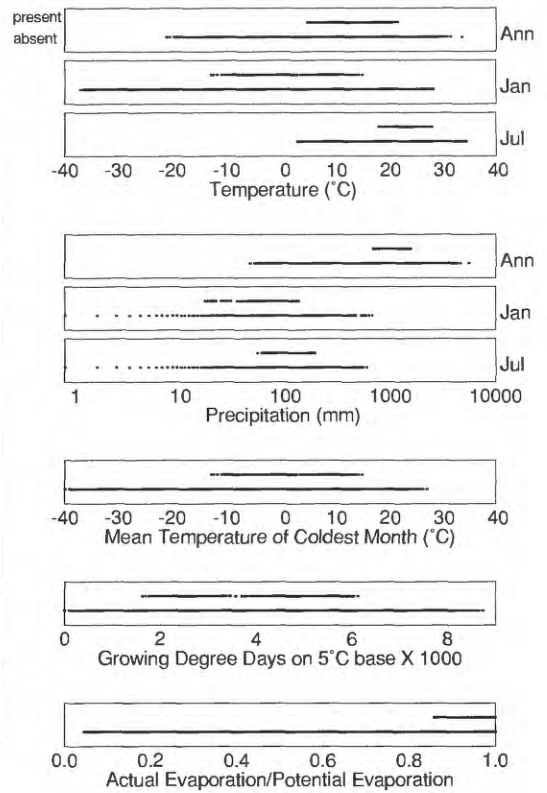 present
absent
Ann
Jan
Jul
-40 -20 -10 0 10 20 30 40
Temperature (˚C)
Ann
Jan
Jul
1 10 100 1000 10000
Precipitation (mm)
-40 -30 -20 -10 0 10 20 30 40
Mean Temperature of Coldest Month (˚C)
0 2 4 6 8
Growing Degree Days on 5˚C base X 1000
0.0 0.2 0.4 0.6 0.8 1.0
Actual Evaporation/Potential Evaporation